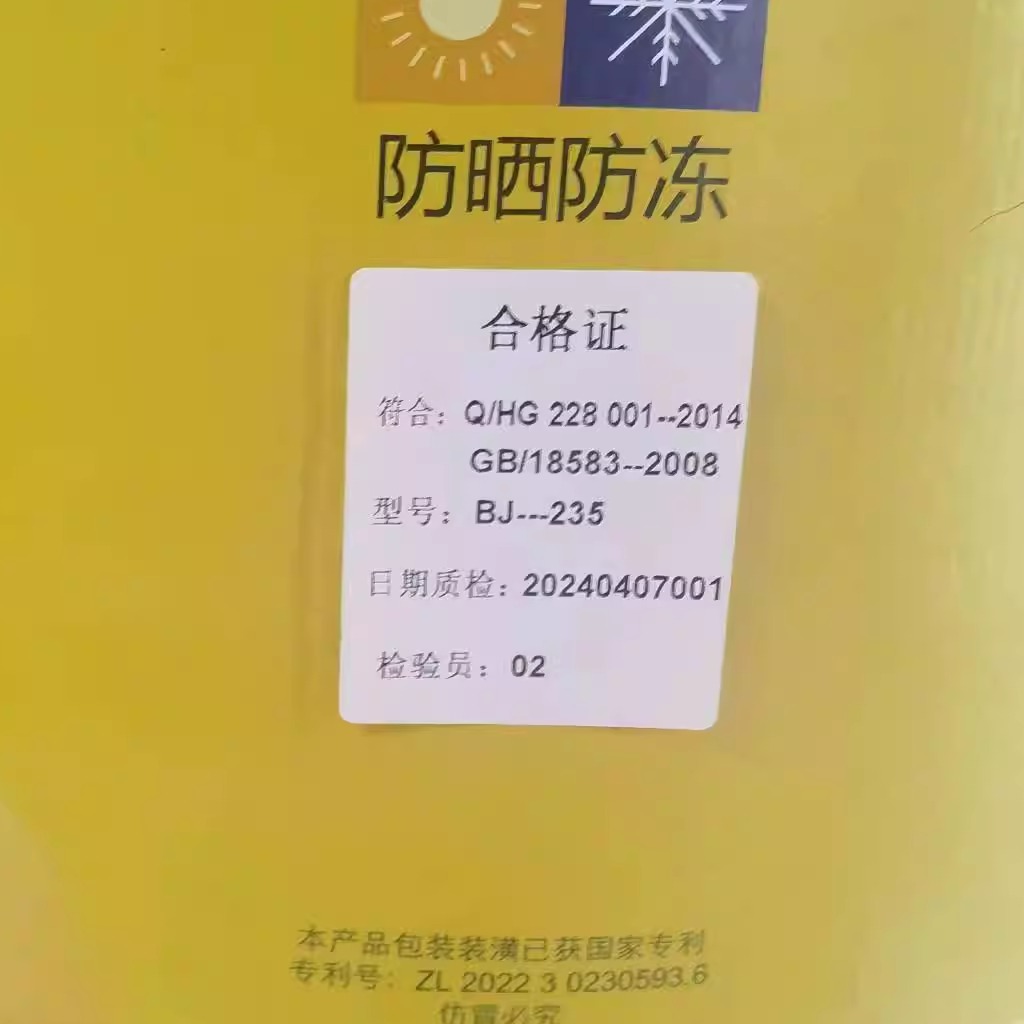 防晒防冻
合格证
符合：Q/HG 228 001--2014
GB/18583--2008
型号：BJ---235
日期质检：20240407001
检验员：02
本产品包装装潢已获国家专利
专利号：ZL 2022 3 0230593.6
仿冒必究